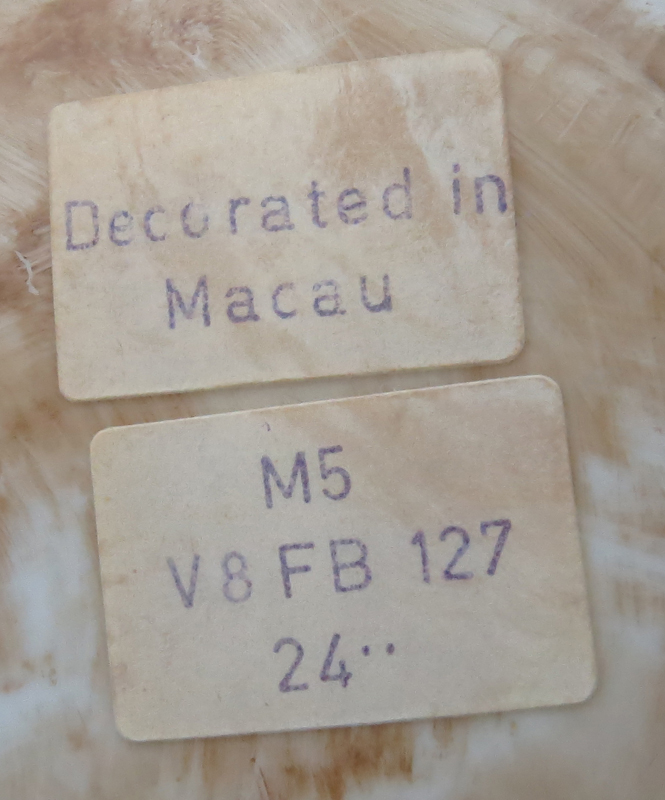 Decorated in
Macau
M5
V8 FB 127
24··